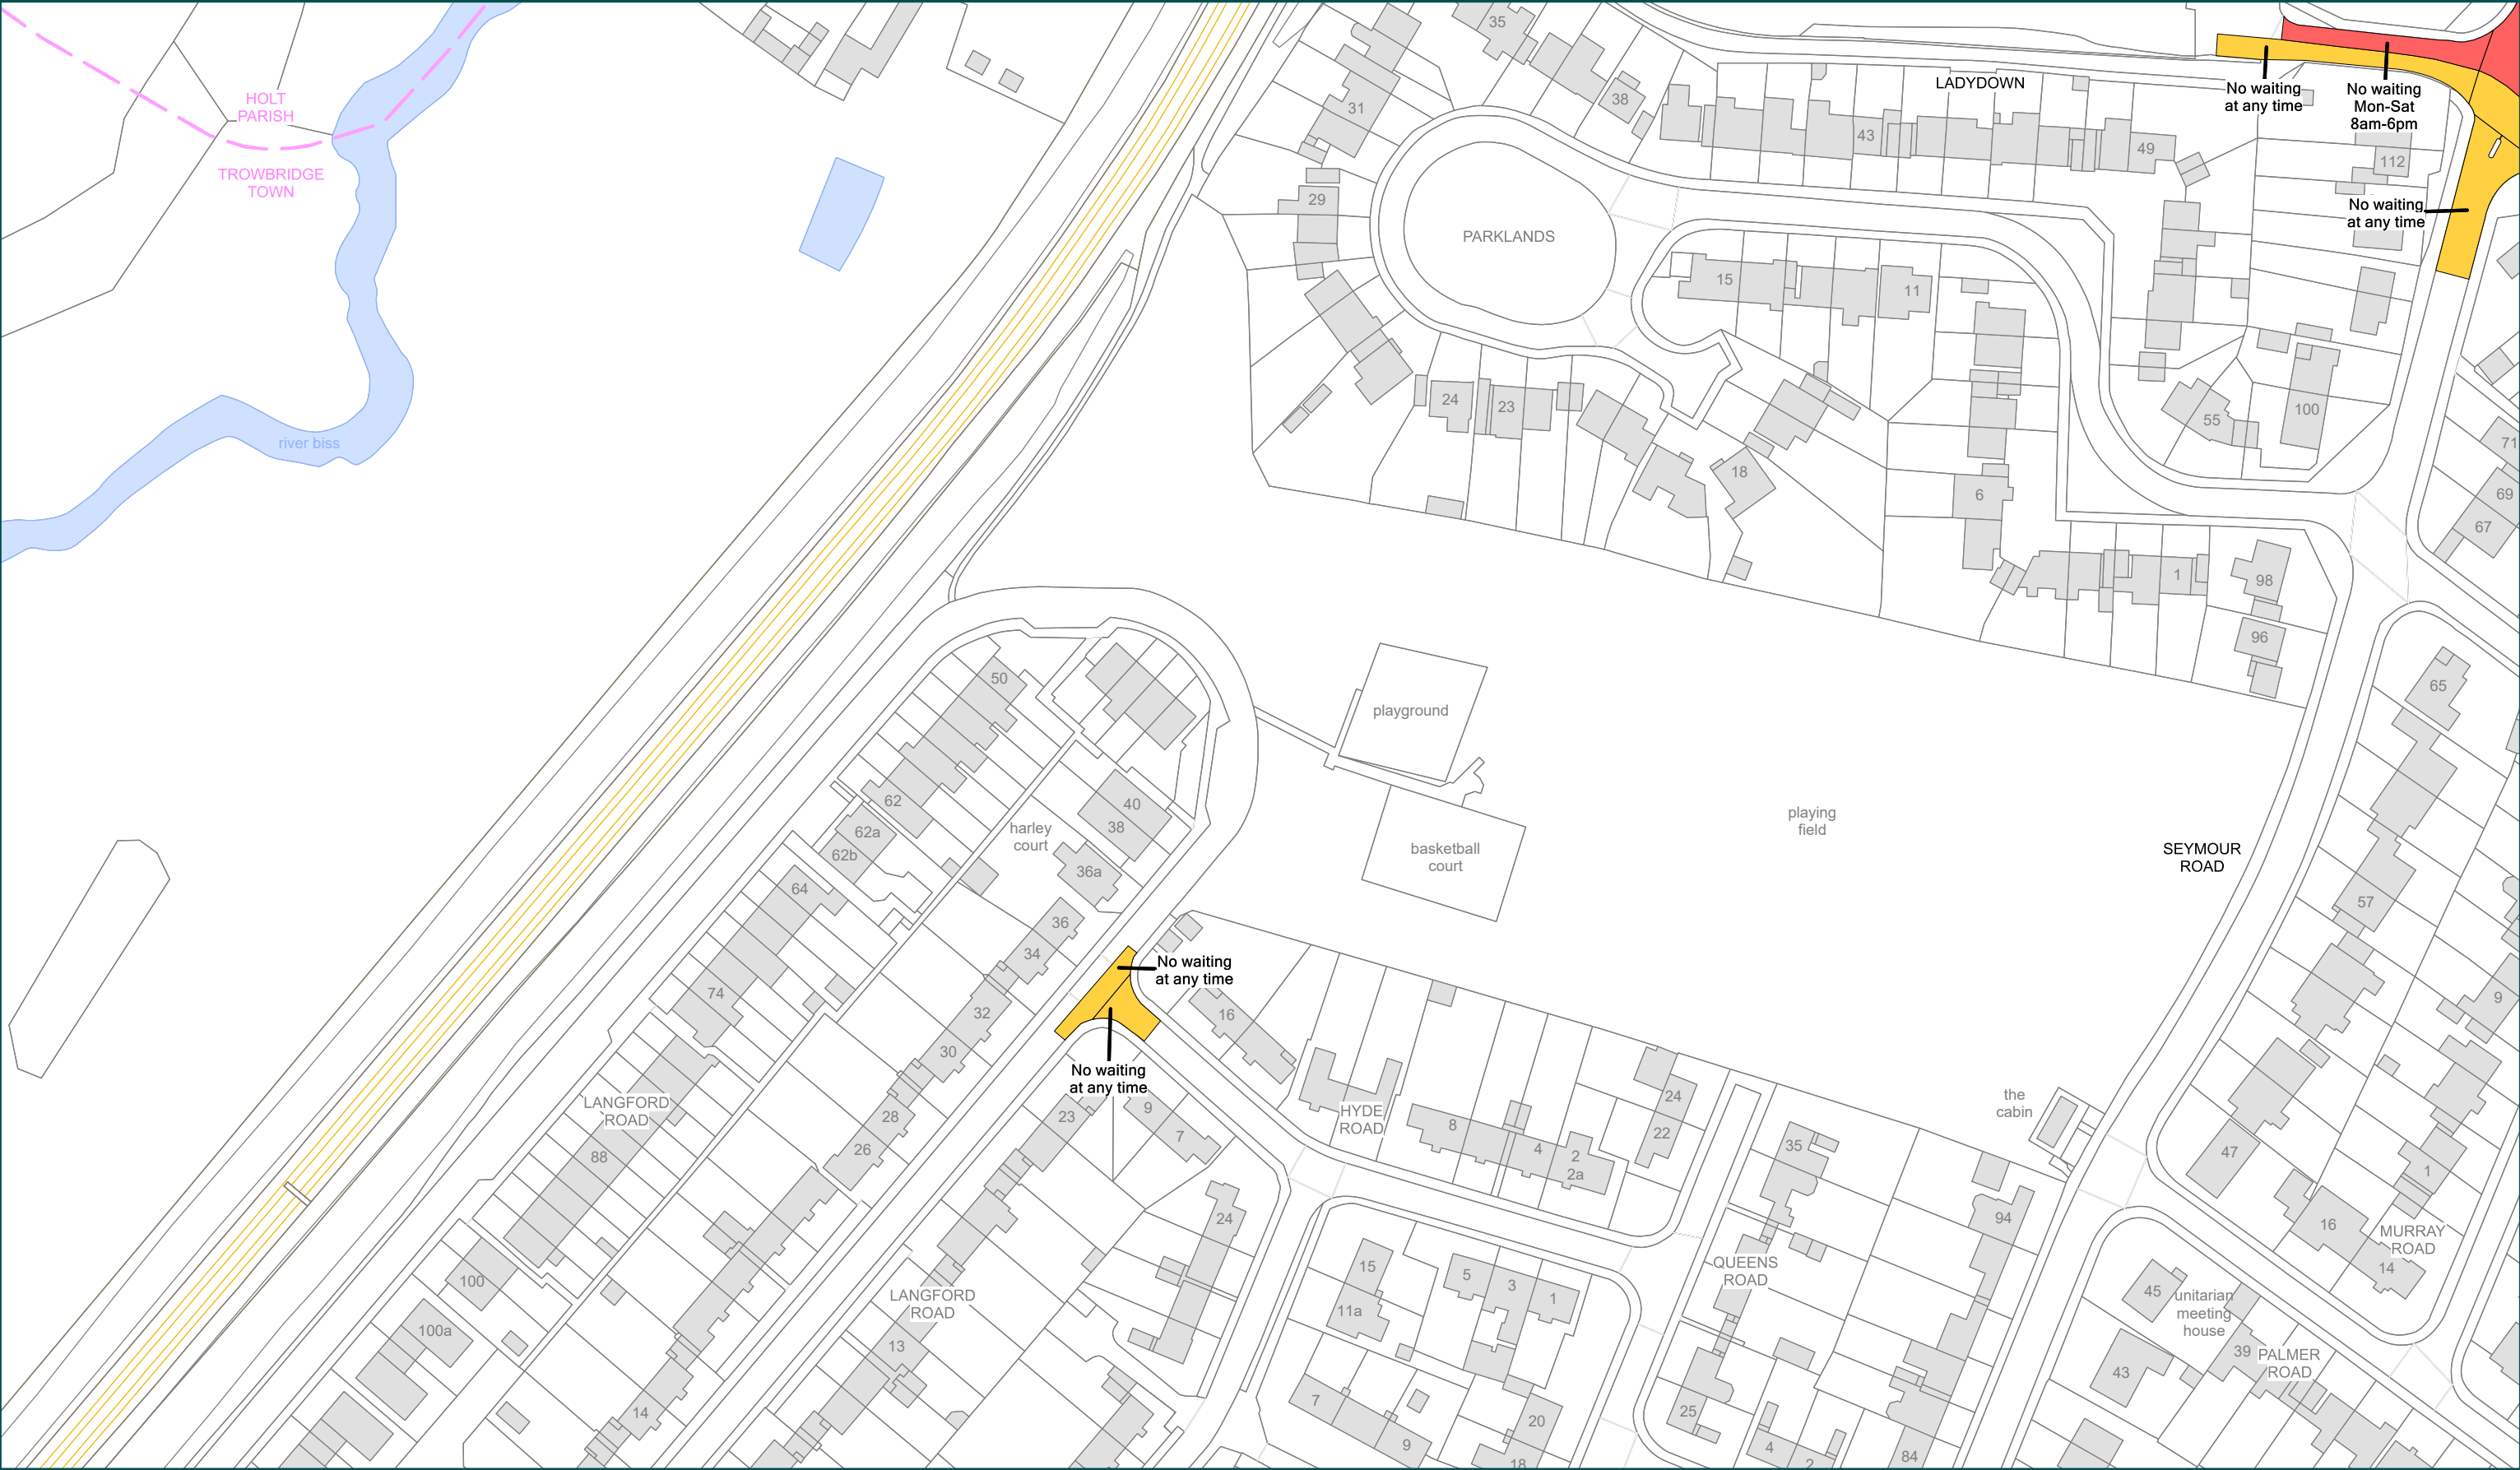 35
31
38
29
43
LADYDOWN
49
No waiting
at any time
No waiting
Mon-Sat
8am-6pm
112
No waiting
at any time
HOLT
PARISH
TROWBRIDGE
TOWN
PARKLANDS
15
11
river biss
24
23
18
6
55
100
71
69
67
1
98
96
65
50
62
62a
62b
64
74
harley
court
40
38
36a
36
34
32
30
28
26
playground
basketball
court
playing
field
SEYMOUR
ROAD
57
9
No waiting
at any time
16
No waiting
at any time
23
9
7
LANGFORD
ROAD
88
100
100a
14
LANGFORD
ROAD
13
24
HYDE
ROAD
8
4
2
2a
24
22
the
cabin
35
94
47
1
16
14
MURRAY
ROAD
QUEENS
ROAD
15
11a
5
3
1
7
9
20
18
25
4
2
84
45
unitarian
meeting
house
43
39
PALMER
ROAD